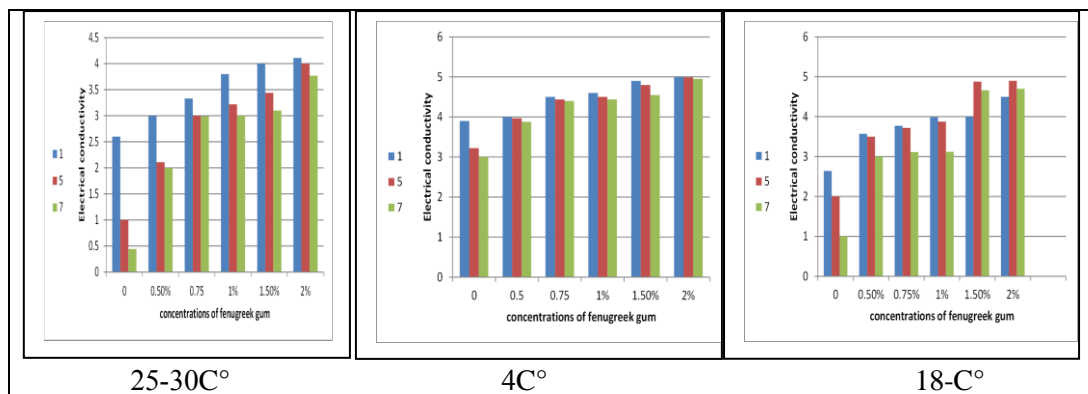 4.5
4
3.5
3
2.5
2
1.5
1
0.5
0
Electrical conductivity
1
5
7
0 0.50% 0.75 1% 1.50% 2%
concentrations of fenugreek gum
25-30C°
6
5
4
3
2
1
0
Electrical conductivity
1
5
7
0 0.5 0.75 1% 1.50% 2%
concentrations of fenugreek gum
4C°
6
5
4
3
2
1
0
Electrical conductivity
1
5
7
0 0.50% 0.75% 1% 1.50% 2%
concentrations of fenugreek gum
18-C°